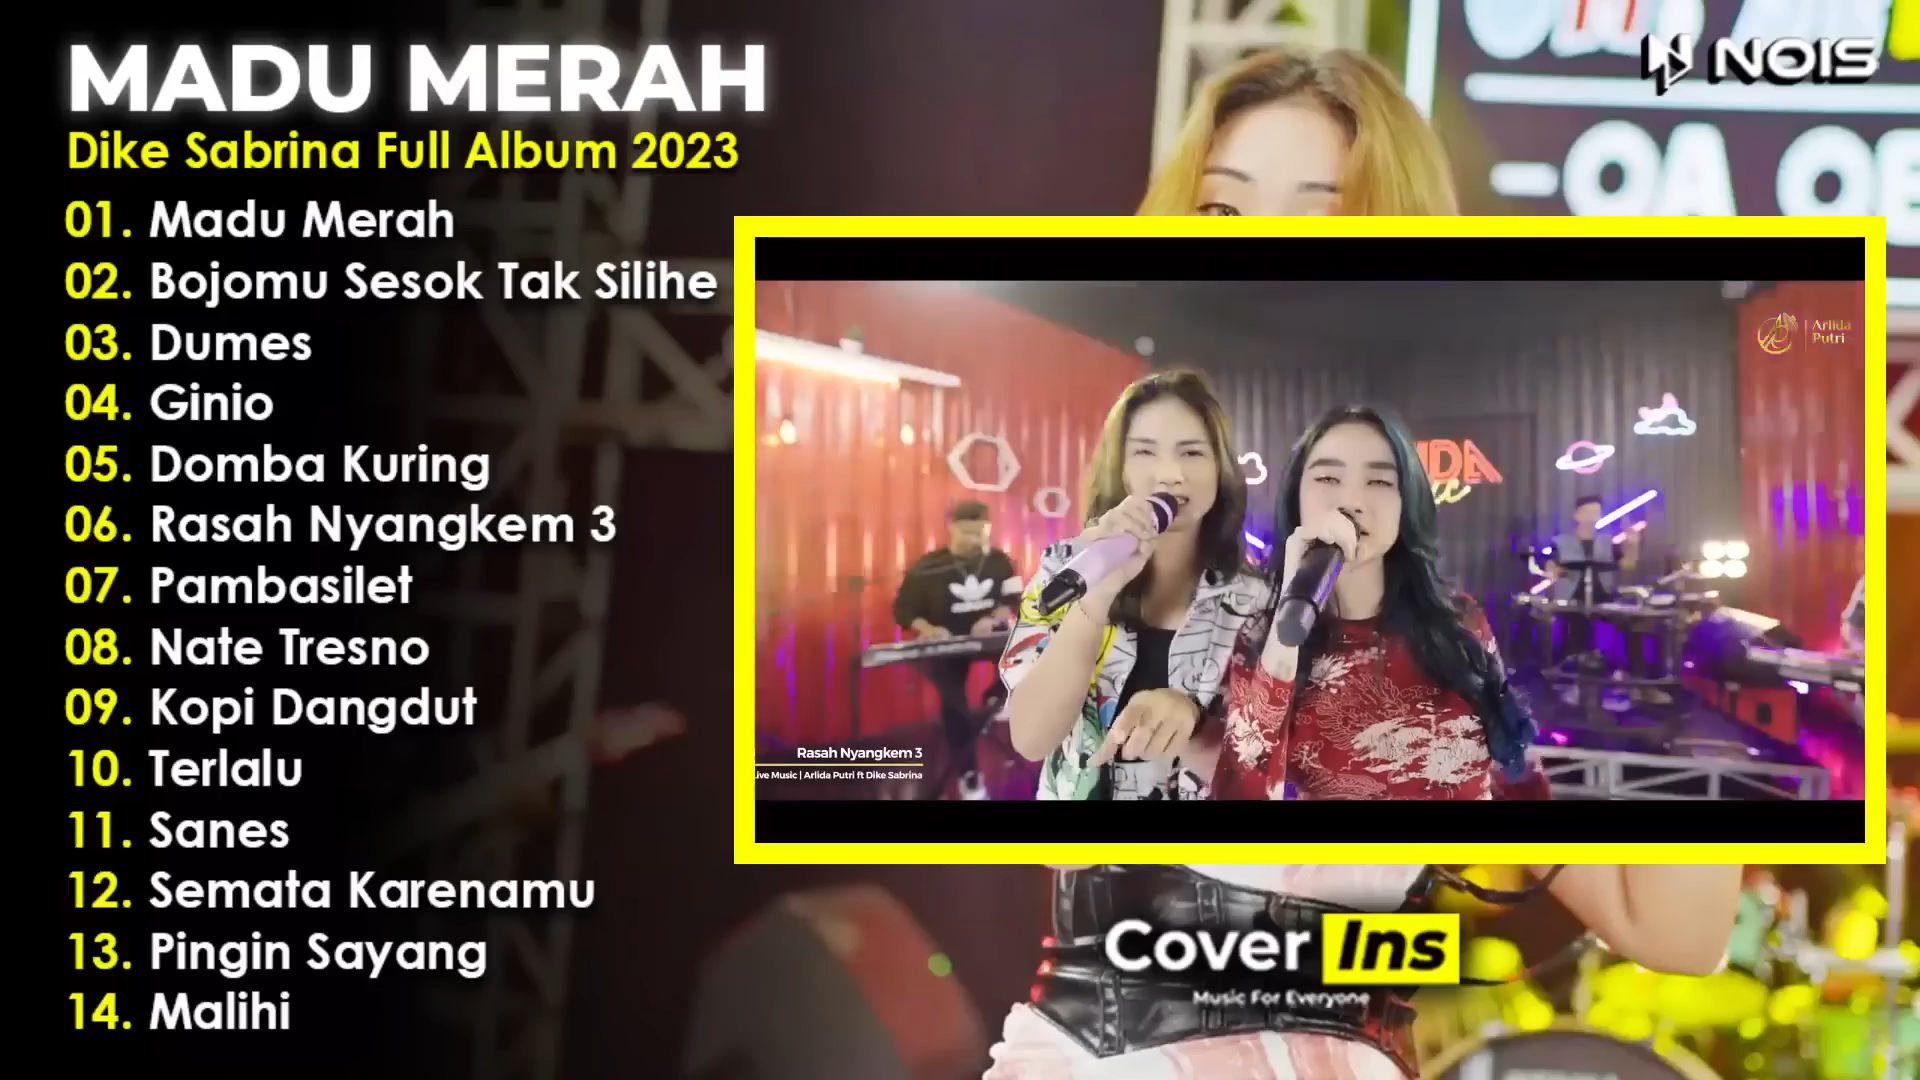 MADU MERAH
Dike Sabrina Full Album 2023
01. Madu Merah
02. Bojomu Sesok Tak Silihe
03. Dumes
04. Ginio
05. Domba Kuring
06. Rasah Nyangkem 3
07. Pambasilet
08. Nate Tresno
09. Kopi Dangdut
10. Terlalu
11. Sanes
12. Semata Karenamu
13. Pingin Sayang
14. Malihi
NOIS
-OA OE
Arlida
Putri
Rasah Nyangkem 3
ive Music | Arlida Putri ft Dike Sabrina
Cover Ins
Music For Everyone